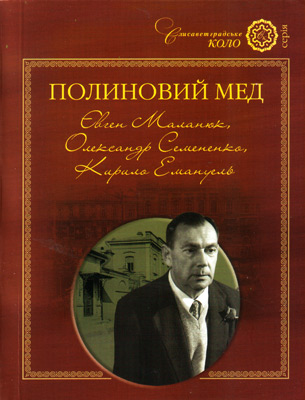 Єлисаветградське
КОЛО
серія
ПОЛИНОВИЙ МЕД
Євген Маланюк,
Олександр Семененко,
Кирило Емануель